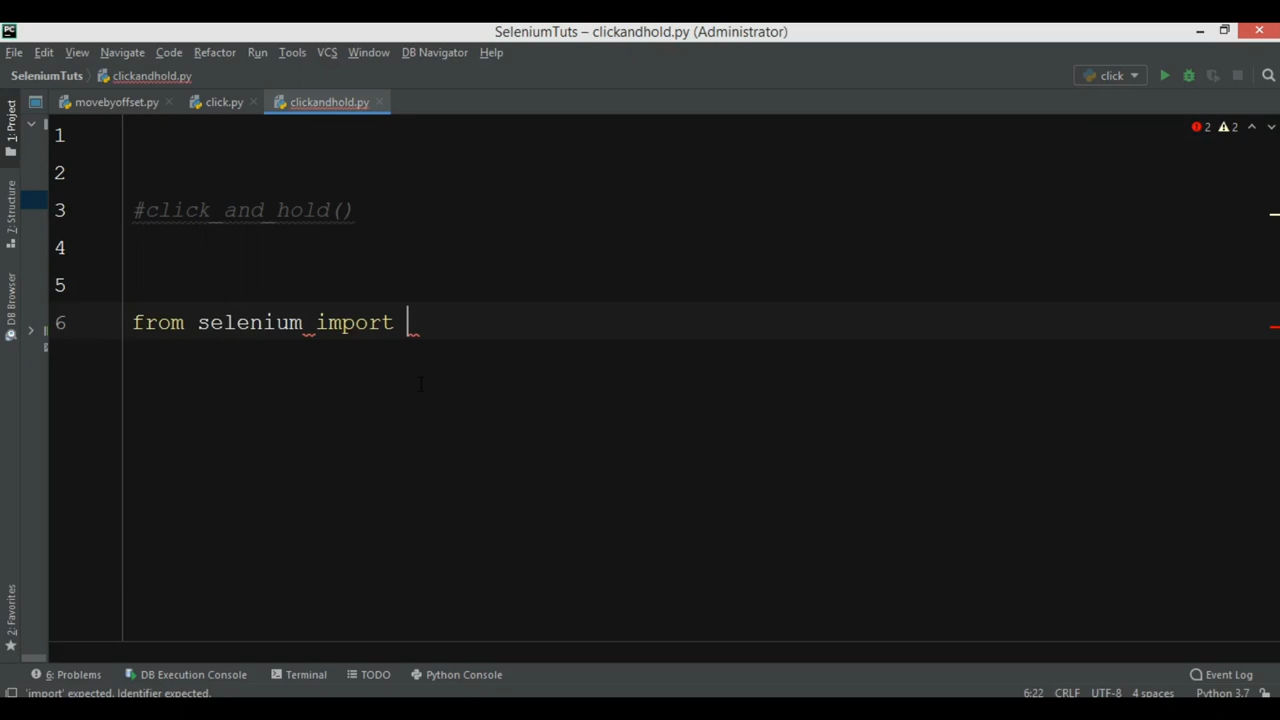 PC
SeleniumTuts – clickandhold.py (Administrator)
File Edit View Navigate Code Refactor Run Tools VCS Window DB Navigator Help
SeleniumTuts clickandhold.py click
movebyoffset.py click.py clickandhold.py
1: Project
7: Structure
DB Browser
2: Favorites
2 2
1
2
3 #click_and_hold()
4
5
6 from selenium import
6: Problems DB Execution Console Terminal TODO Python Console Event Log
'import' expected. Identifier expected. 6:22 CRLF UTF-8 4 spaces Python 3.7